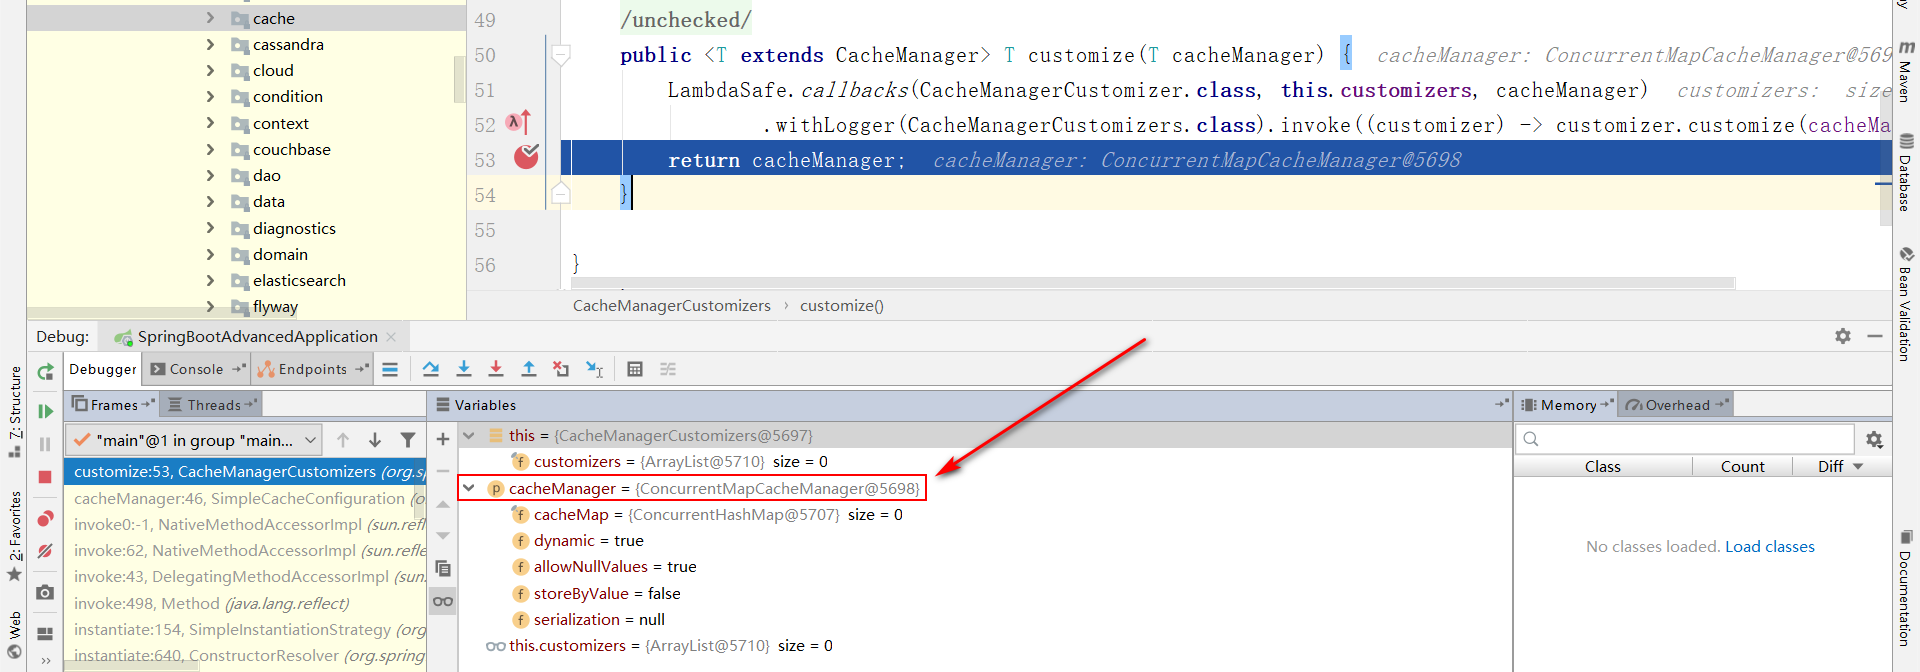 cache
cassandra
cloud
condition
context
couchbase
dao
data
diagnostics
domain
elasticsearch
flyway
49 /unchecked/
50 public <T extends CacheManager> T customize(T cacheManager) { cacheManager: ConcurrentMapCacheManager@569
51 LambdaSafe.callbacks(CacheManagerCustomizer.class, this.customizers, cacheManager) customizers: size
52 .withLogger(CacheManagerCustomizers.class).invoke((customizer) -> customizer.customize(cacheMa
53 return cacheManager; cacheManager: ConcurrentMapCacheManager@5698
54 }
55
56 }
CacheManagerCustomizers › customize()
Maven
Database
Bean Validation
Documentation
Z: Structure
2: Favorites
Web
Debug: SpringBootAdvancedApplication
Debugger Console Endpoints
Frames Threads
"main"@1 in group "main...
customize:53, CacheManagerCustomizers (org.s
cacheManager:46, SimpleCacheConfiguration (o
invoke0:-1, NativeMethodAccessorImpl (sun.refl
invoke:62, NativeMethodAccessorImpl (sun.refle
invoke:43, DelegatingMethodAccessorImpl (sun.
invoke:498, Method (java.lang.reflect)
instantiate:154, SimpleInstantiationStrategy (org
instantiate:640, ConstructorResolver (org.spring
Variables
this = {CacheManagerCustomizers@5697}
customizers = {ArrayList@5710} size = 0
cacheManager = {ConcurrentMapCacheManager@5698}
cacheMap = {ConcurrentHashMap@5707} size = 0
dynamic = true
allowNullValues = true
storeByValue = false
serialization = null
this.customizers = {ArrayList@5710} size = 0
Memory Overhead
Class Count Diff
No classes loaded. Load classes